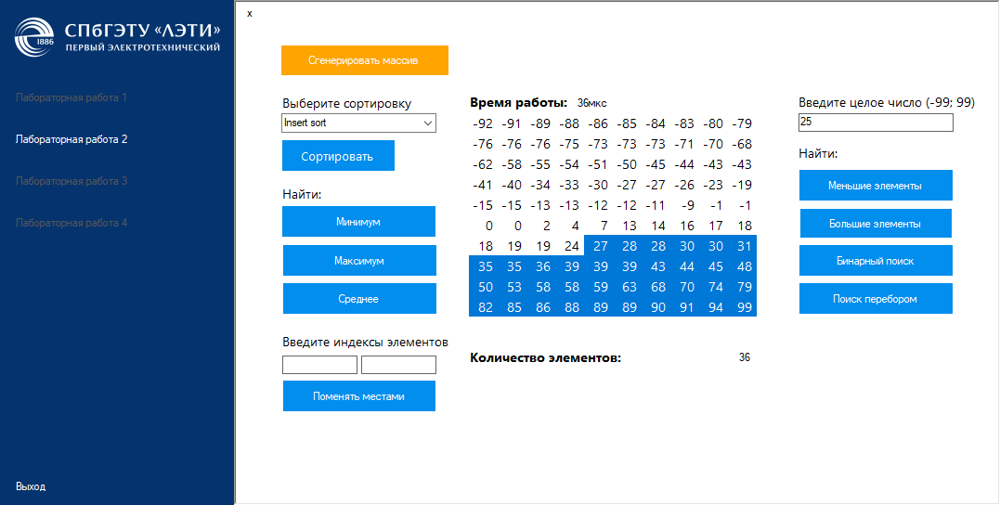 СПбГЭТУ «ЛЭТИ»
1886
ПЕРВЫЙ ЭЛЕКТРОТЕХНИЧЕСКИЙ
Лабораторная работа 1
Лабораторная работа 2
Лабораторная работа 3
Лабораторная работа 4
Выход
x
Сгенерировать массив
Выберите сортировку
Insert sort
Сортировать
Найти:
Минимум
Максимум
Среднее
Введите индексы элементов
Поменять местами
Время работы: 36мкс
-92 -91 -89 -88 -86 -85 -84 -83 -80 -79
-76 -76 -76 -75 -73 -73 -73 -71 -70 -68
-62 -58 -55 -54 -51 -50 -45 -44 -43 -43
-41 -40 -34 -33 -30 -27 -27 -26 -23 -19
-15 -15 -13 -13 -12 -12 -11 -9 -1 -1
0 0 2 4 7 13 14 16 17 18
18 19 19 24 27 28 28 30 30 31
35 35 36 39 39 39 43 44 45 48
50 53 58 58 59 63 68 70 74 79
82 85 86 88 89 89 90 91 94 99
Количество элементов: 36
Введите целое число (-99; 99)
25
Найти:
Меньшие элементы
Большие элементы
Бинарный поиск
Поиск перебором